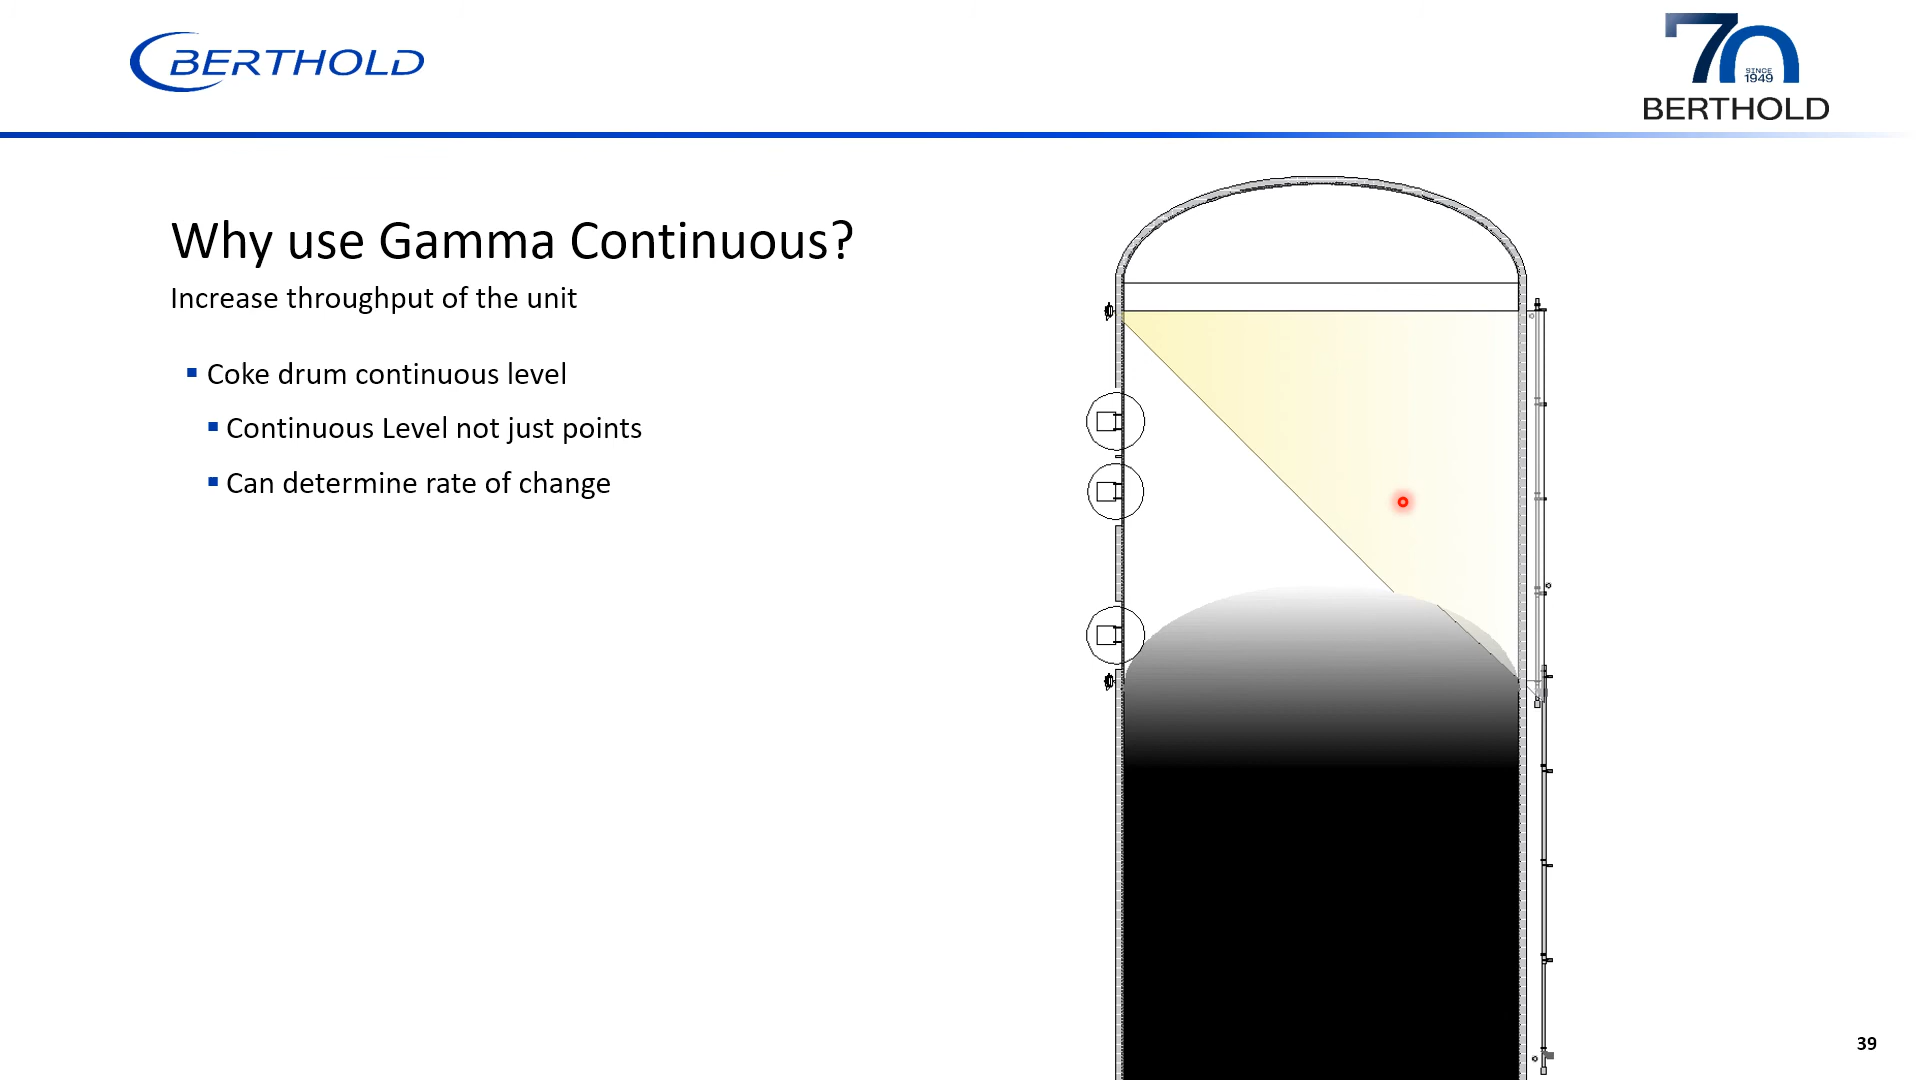 BERTHOLD
70
SINCE
1949
BERTHOLD
Why use Gamma Continuous?
Increase throughput of the unit
Coke drum continuous level
Continuous Level not just points
Can determine rate of change
39